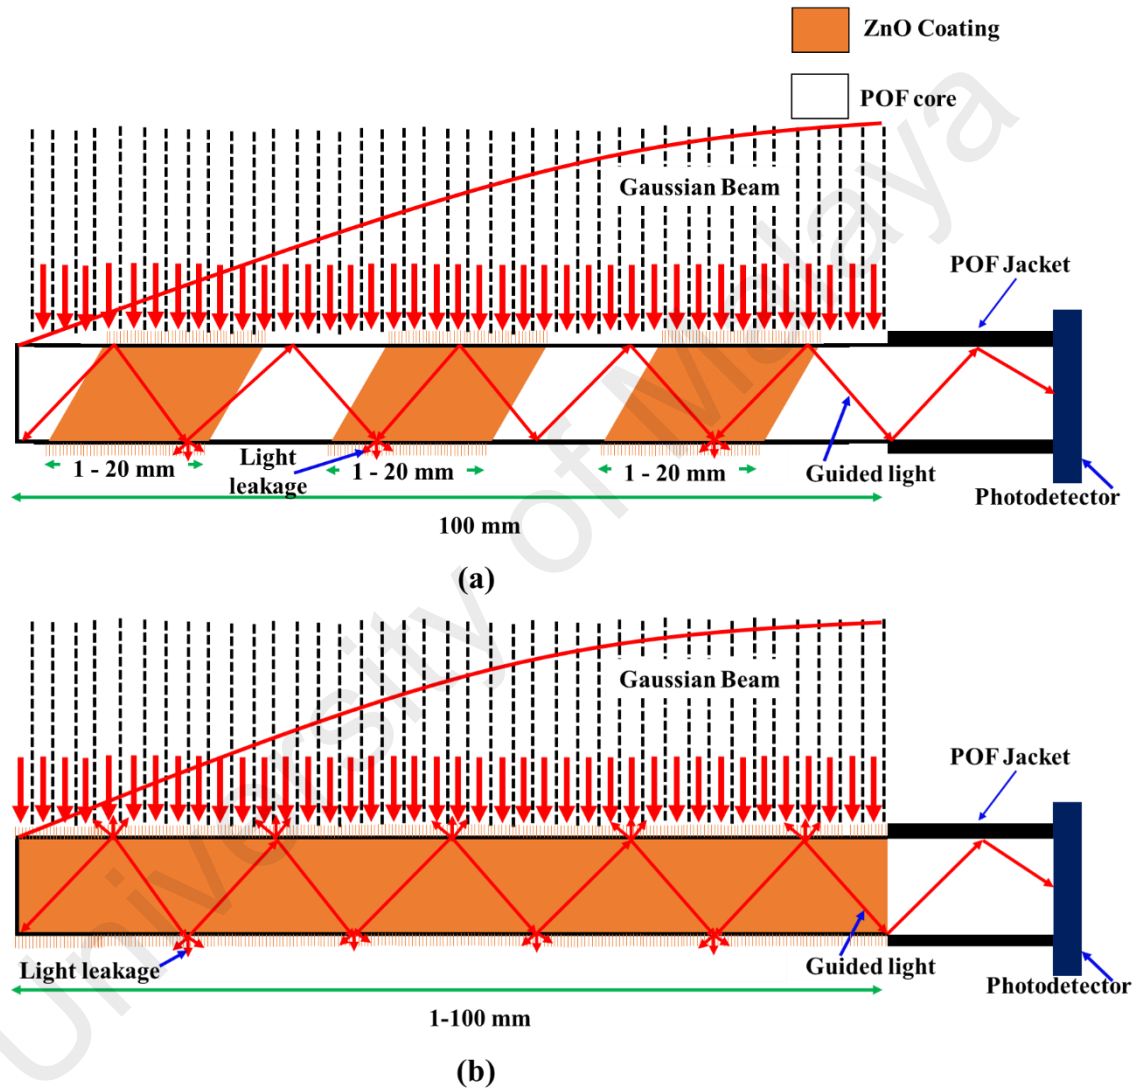 ZnO Coating
POF core
Gaussian Beam
POF Jacket
1 - 20 mm
Light
leakage
1 - 20 mm
1 - 20 mm
Guided light
Photodetector
100 mm
(a)
Gaussian Beam
POF Jacket
Light leakage
Guided light
Photodetector
1-100 mm
(b)
University of Malaya